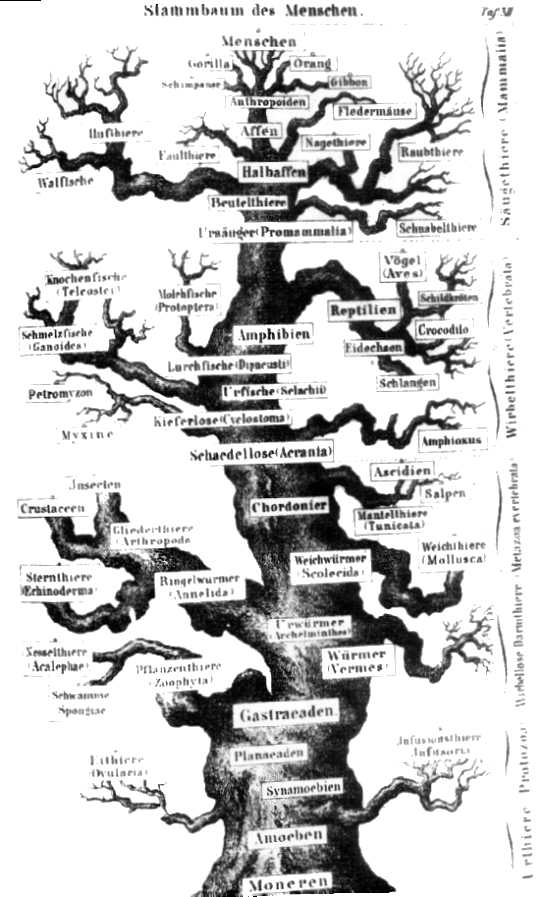 Stammbaum des Menschen.
Taf. XII
Menschen
Gorilla
Orang
Schimpanse
Gibbon
Anthropoiden
Fledermäuse
Affen
Hufthiere
Nagethiere
Faulthiere
Raubthiere
Halbaffen
Walfische
Beutelthiere
Ursäuger (Promammalia)
Schnabelthiere
Säugethiere (Mammalia)
Vögel
(Aves)
Knochenfische
(Teleostei)
Molchfische
(Protoptera)
Schildkröten
Reptilien
Crocodile
Schmelzfische
(Ganoides)
Amphibien
Eidechsen
Lurchfische (Dipneusti)
Schlangen
Petromyzon
Urfische (Selachii)
Kieferlose (Cyclostoma)
Myxine
Amphioxus
Schaedellose (Acrania)
Wirbelthiere (Vertebrata)
Ascidien
Insecten
Salpen
Crustaceen
Chordonier
Mantelthiere
(Tunicata)
Gliederthiere
(Arthropoda
Weichthiere
(Mollusca)
Weichwürmer
(Scolecida)
Sternthiere
(Echinoderma)
Ringelwürmer
(Annelida)
Urwürmer
(Archelminthes)
Nesselthiere
(Acalephae)
Würmer
(Vermes)
Pflanzenthiere
(Zoophyta)
Schwämme
Spongiae
Wirbellose Darmthiere (Metazoa evertebrata)
Gastraeaden
Infusionsthiere
Infusoria
Planaeaden
Eithiere
(Ovularia)
Synamoebien
Amoeben
Moneren
Urthiere Protozoa